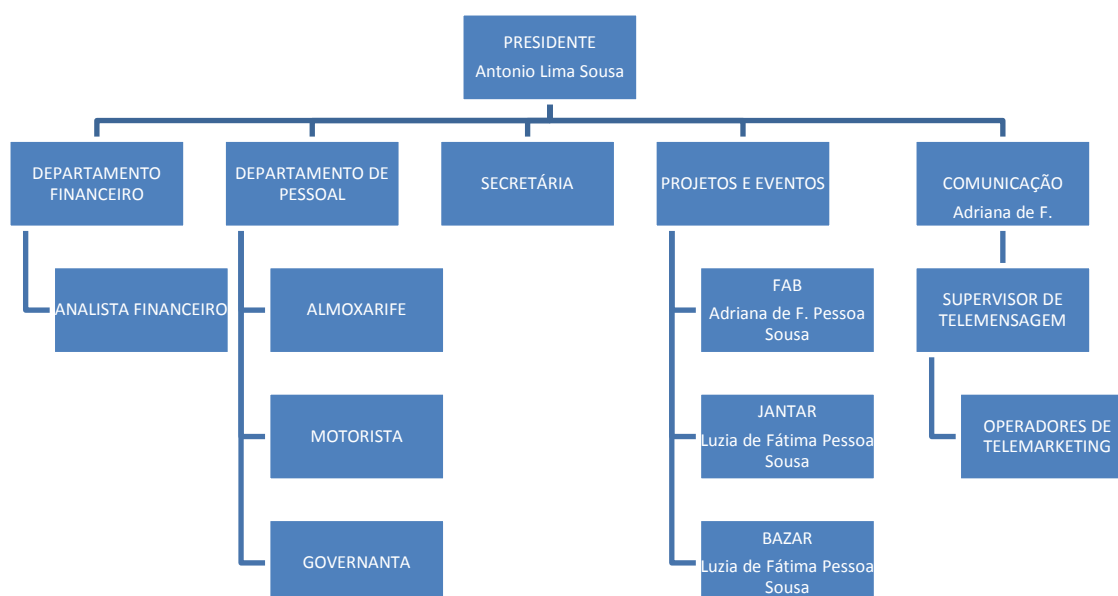 PRESIDENTE
Antonio Lima Sousa
DEPARTAMENTO
FINANCEIRO
DEPARTAMENTO DE
PESSOAL
SECRETÁRIA
PROJETOS E EVENTOS
COMUNICAÇÃO
Adriana de F.
ANALISTA FINANCEIRO
ALMOXARIFE
FAB
Adriana de F. Pessoa
Sousa
SUPERVISOR DE
TELEMENSAGEM
MOTORISTA
JANTAR
Luzia de Fátima Pessoa
Sousa
OPERADORES DE
TELEMARKETING
GOVERNANTA
BAZAR
Luzia de Fátima Pessoa
Sousa